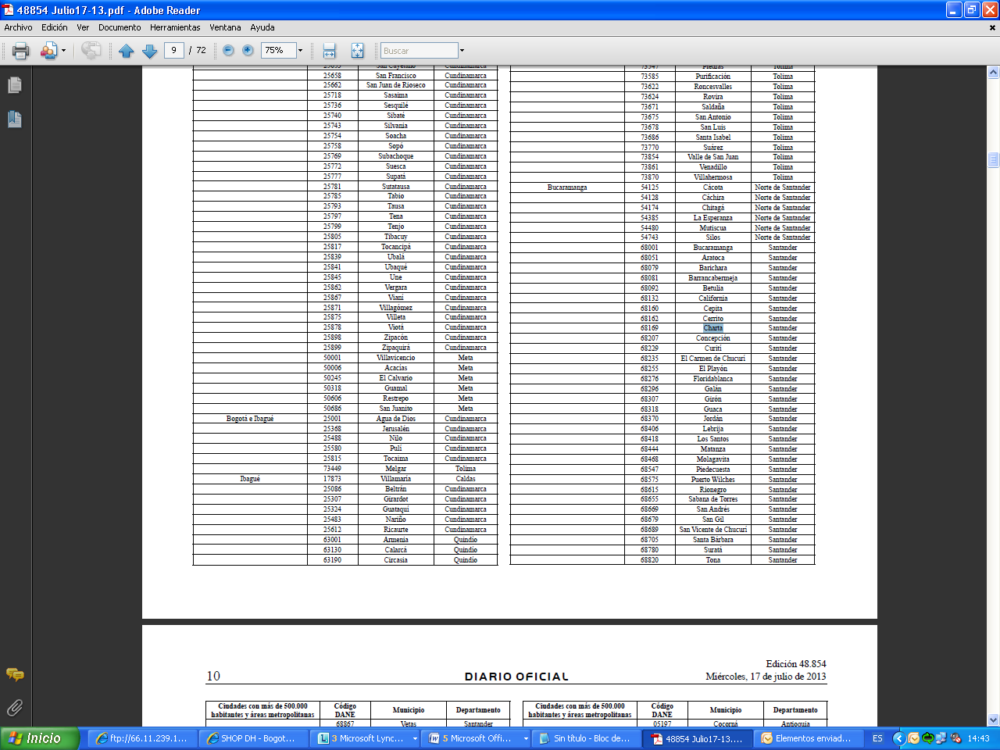 48854 Julio17-13.pdf - Adobe Reader
Archivo Edición Ver Documento Herramientas Ventana Ayuda
9 / 72 75% Buscar
25653 San Cayetano Cundinamarca
25658 San Francisco Cundinamarca
25662 San Juan de Rioseco Cundinamarca
25718 Sasaima Cundinamarca
25736 Sesquilé Cundinamarca
25740 Sibaté Cundinamarca
25743 Silvania Cundinamarca
25754 Soacha Cundinamarca
25758 Sopó Cundinamarca
25769 Subachoque Cundinamarca
25772 Suesca Cundinamarca
25777 Supatá Cundinamarca
25781 Sutatausa Cundinamarca
25785 Tabio Cundinamarca
25793 Tausa Cundinamarca
25797 Tena Cundinamarca
25799 Tenjo Cundinamarca
25805 Tibacuy Cundinamarca
25817 Tocancipá Cundinamarca
25839 Ubalá Cundinamarca
25841 Ubaqué Cundinamarca
25845 Une Cundinamarca
25862 Vergara Cundinamarca
25867 Vianí Cundinamarca
25871 Villagómez Cundinamarca
25875 Villeta Cundinamarca
25878 Viotá Cundinamarca
25898 Zipacón Cundinamarca
25899 Zipaquirá Cundinamarca
50001 Villavicencio Meta
50006 Acacías Meta
50245 El Calvario Meta
50318 Guamal Meta
50606 Restrepo Meta
50686 San Juanito Meta
Bogotá e Ibagué 25001 Agua de Dios Cundinamarca
25368 Jerusalén Cundinamarca
25488 Nilo Cundinamarca
25580 Pulí Cundinamarca
25815 Tocaima Cundinamarca
73449 Melgar Tolima
Ibagué 17873 Villamaría Caldas
25086 Beltrán Cundinamarca
25307 Girardot Cundinamarca
25324 Guataquí Cundinamarca
25483 Nariño Cundinamarca
25612 Ricaurte Cundinamarca
63001 Armenia Quindío
63130 Calarcá Quindío
63190 Circasia Quindío
73547 Piedras Tolima
73585 Purificación Tolima
73622 Roncesvalles Tolima
73624 Rovira Tolima
73671 Saldaña Tolima
73675 San Antonio Tolima
73678 San Luis Tolima
73686 Santa Isabel Tolima
73770 Suárez Tolima
73854 Valle de San Juan Tolima
73861 Venadillo Tolima
73870 Villahermosa Tolima
Bucaramanga 54125 Cácota Norte de Santander
54128 Cáchira Norte de Santander
54174 Chitagá Norte de Santander
54385 La Esperanza Norte de Santander
54480 Mutiscua Norte de Santander
54743 Silos Norte de Santander
68001 Bucaramanga Santander
68051 Aratoca Santander
68079 Barichara Santander
68081 Barrancabermeja Santander
68092 Betulia Santander
68132 California Santander
68160 Cepita Santander
68162 Cerrito Santander
68169 Charta Santander
68207 Concepción Santander
68229 Curití Santander
68235 El Carmen de Chucurí Santander
68255 El Playón Santander
68276 Floridablanca Santander
68296 Galán Santander
68307 Girón Santander
68318 Guaca Santander
68370 Jordán Santander
68406 Lebrija Santander
68418 Los Santos Santander
68444 Matanza Santander
68468 Molagavita Santander
68547 Piedecuesta Santander
68575 Puerto Wilches Santander
68615 Rionegro Santander
68655 Sabana de Torres Santander
68669 San Andrés Santander
68679 San Gil Santander
68689 San Vicente de Chucurí Santander
68705 Santa Bárbara Santander
68780 Suratá Santander
68820 Tona Santander
Edición 48.854
10 DIARIO OFICIAL Miércoles, 17 de julio de 2013
Ciudades con más de 500.000 habitantes y áreas metropolitanas Código DANE Municipio Departamento
68867 Vetas Santander
Ciudades con más de 500.000 habitantes y áreas metropolitanas Código DANE Municipio Departamento
05197 Cocorná Antioquia
Inicio ftp://66.11.239.1... SHOP DH - Bogot... 3 Microsoft Lync... 5 Microsoft Offi... Sin título - Bloc de... 48854 Julio17-13.... Elementos enviad... ES 14:43